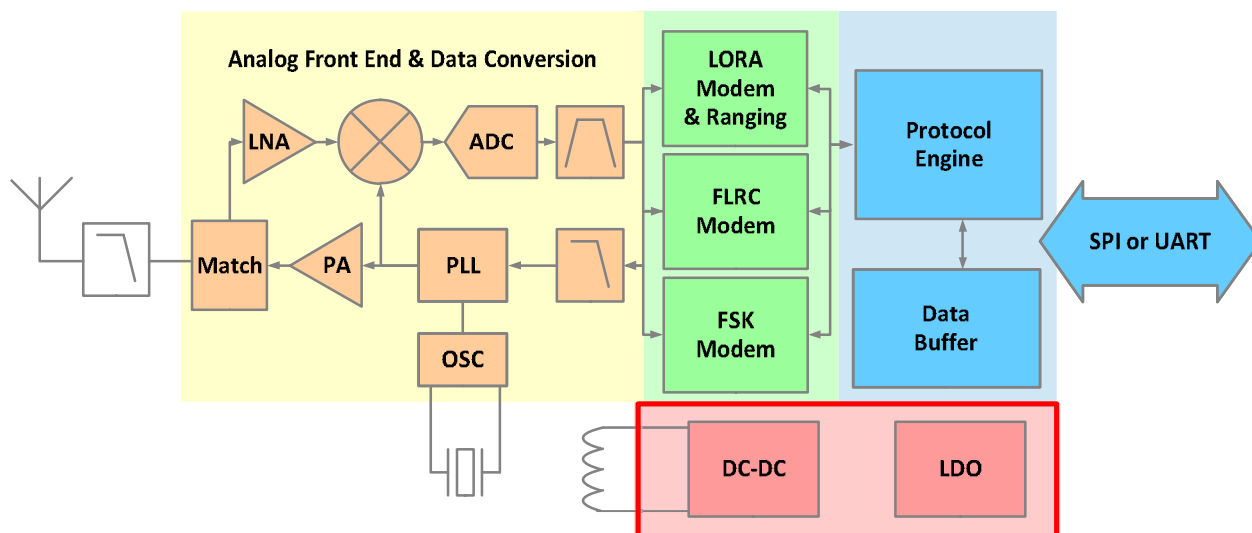 Analog Front End & Data Conversion
LNA
ADC
Match
PA
PLL
OSC
LORA
Modem
& Ranging
FLRC
Modem
FSK
Modem
Protocol
Engine
Data
Buffer
SPI or UART
DC-DC
LDO